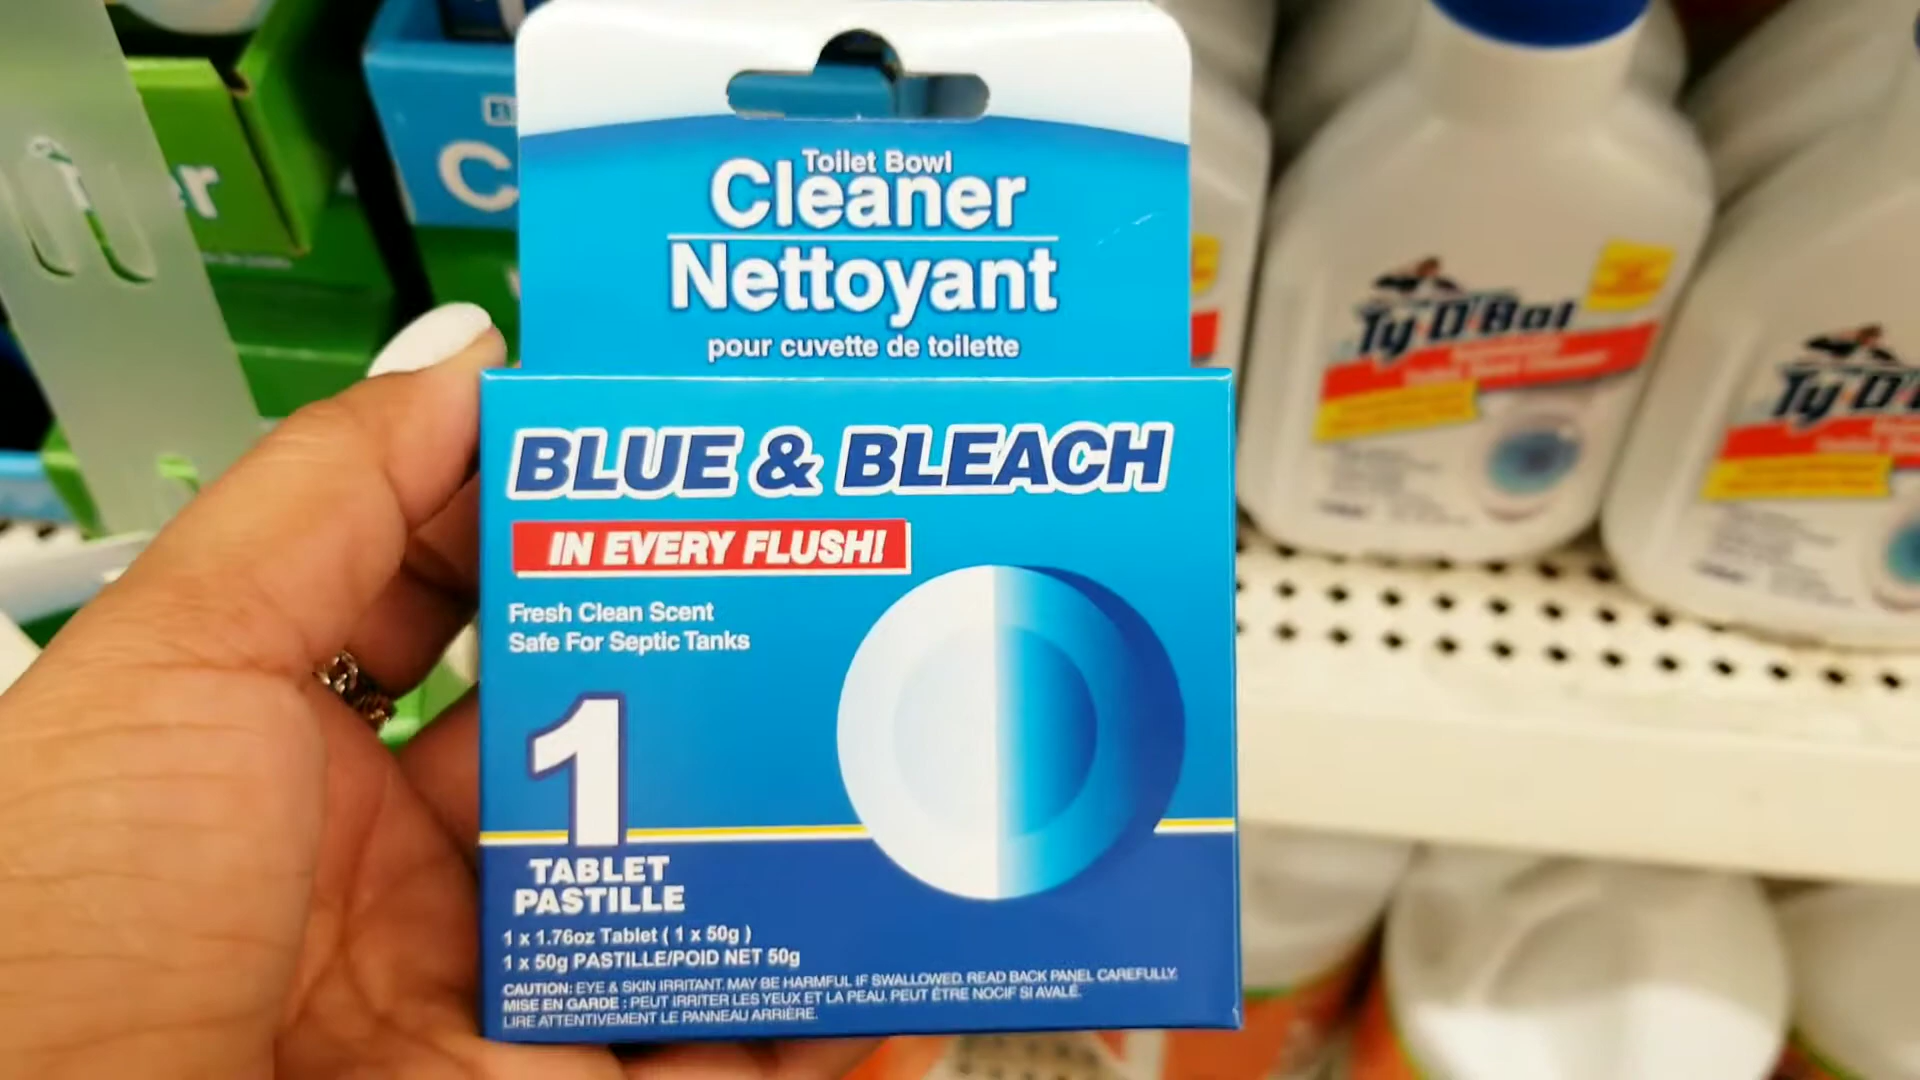 Toilet Bowl
Cleaner
Nettoyant
pour cuvette de toilette
BLUE & BLEACH
IN EVERY FLUSH!
Fresh Clean Scent
Safe For Septic Tanks
1
TABLET
PASTILLE
1 x 1.76oz Tablet ( 1 x 50g )
1 x 50g PASTILLE/POID NET 50g
CAUTION: EYE & SKIN IRRITANT. MAY BE HARMFUL IF SWALLOWED. READ BACK PANEL CAREFULLY.
MISE EN GARDE : PEUT IRRITER LES YEUX ET LA PEAU. PEUT ÊTRE NOCIF SI AVALÉ.
LIRE ATTENTIVEMENT LE PANNEAU ARRIÈRE.
Ty D'Bol
Ty D'